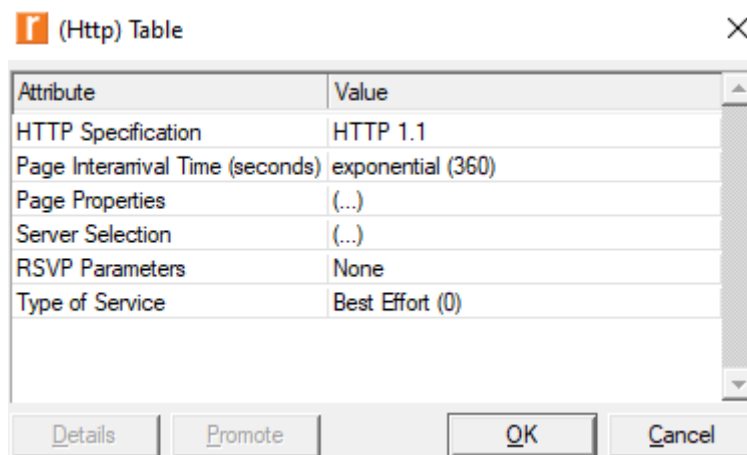 (Http) Table
Attribute Value
HTTP Specification HTTP 1.1
Page Interarrival Time (seconds) exponential (360)
Page Properties (...)
Server Selection (...)
RSVP Parameters None
Type of Service Best Effort (0)
Details Promote OK Cancel